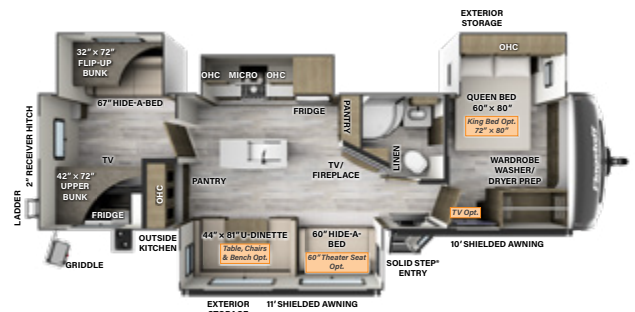 EXTERIOR
STORAGE
32" × 72"
FLIP-UP
BUNK
OHC
OHC MICRO OHC
67" HIDE-A-BED
FRIDGE
PANTRY
QUEEN BED
60" × 80"
King Bed Opt.
72" × 80"
2" RECEIVER HITCH
LADDER
TV
42" × 72"
UPPER
BUNK
FRIDGE
OHC
PANTRY
TV/
FIREPLACE
LINEN
WARDROBE
WASHER/
DRYER PREP
Flagstaff
TV Opt.
OUTSIDE
KITCHEN
GRIDDLE
44" × 81" U-DINETTE
Table, Chairs
& Bench Opt.
60" HIDE-A-
BED
60" Theater Seat
Opt.
SOLID STEP®
ENTRY
10' SHIELDED AWNING
EXTERIOR
STORAGE
11' SHIELDED AWNING